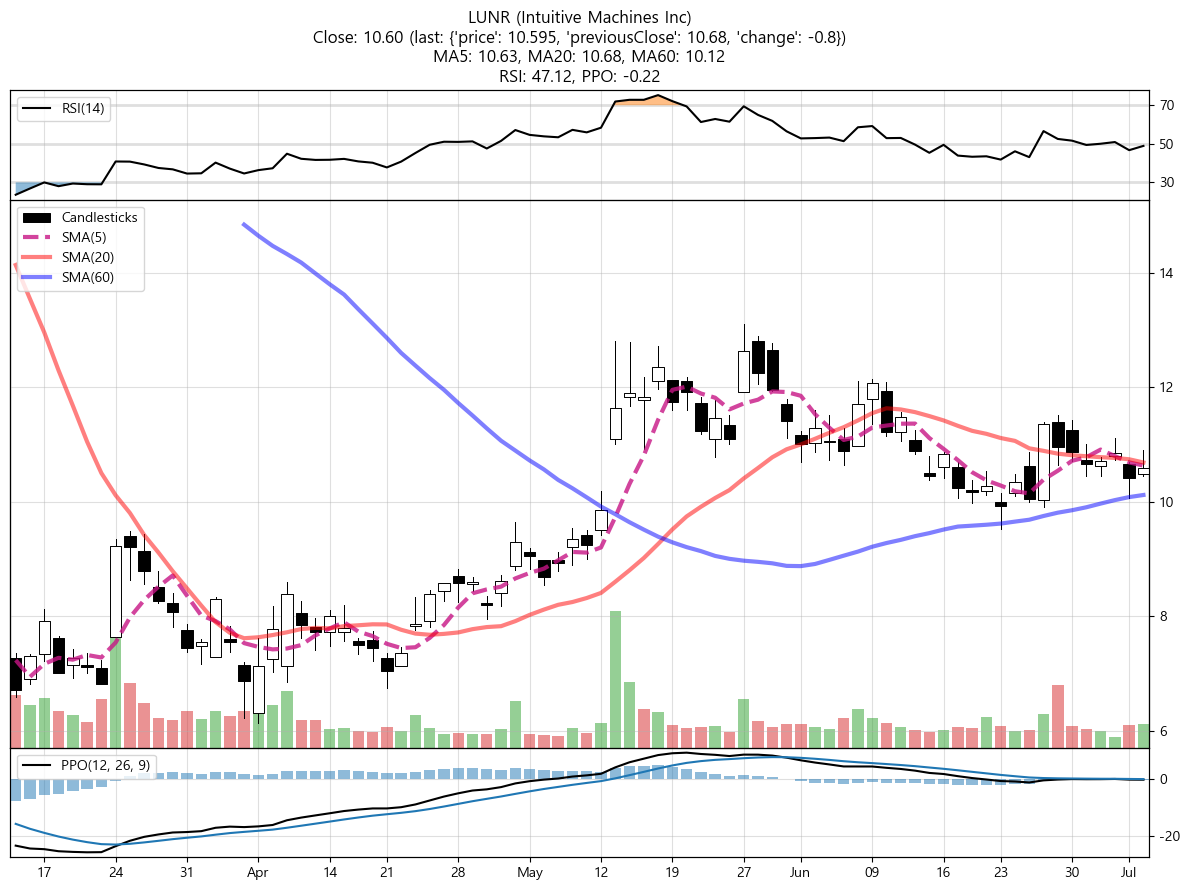 LUNR (Intuitive Machines Inc)
Close: 10.60 (last: {'price': 10.595, 'previousClose': 10.68, 'change': -0.8})
MA5: 10.63, MA20: 10.68, MA60: 10.12
RSI: 47.12, PPO: -0.22
RSI(14)
70
50
30
Candlesticks
SMA(5)
SMA(20)
SMA(60)
14
12
10
8
6
PPO(12, 26, 9)
0
-20
17 24 31 Apr 14 21 28 May 12 19 27 Jun 09 16 23 30 Jul